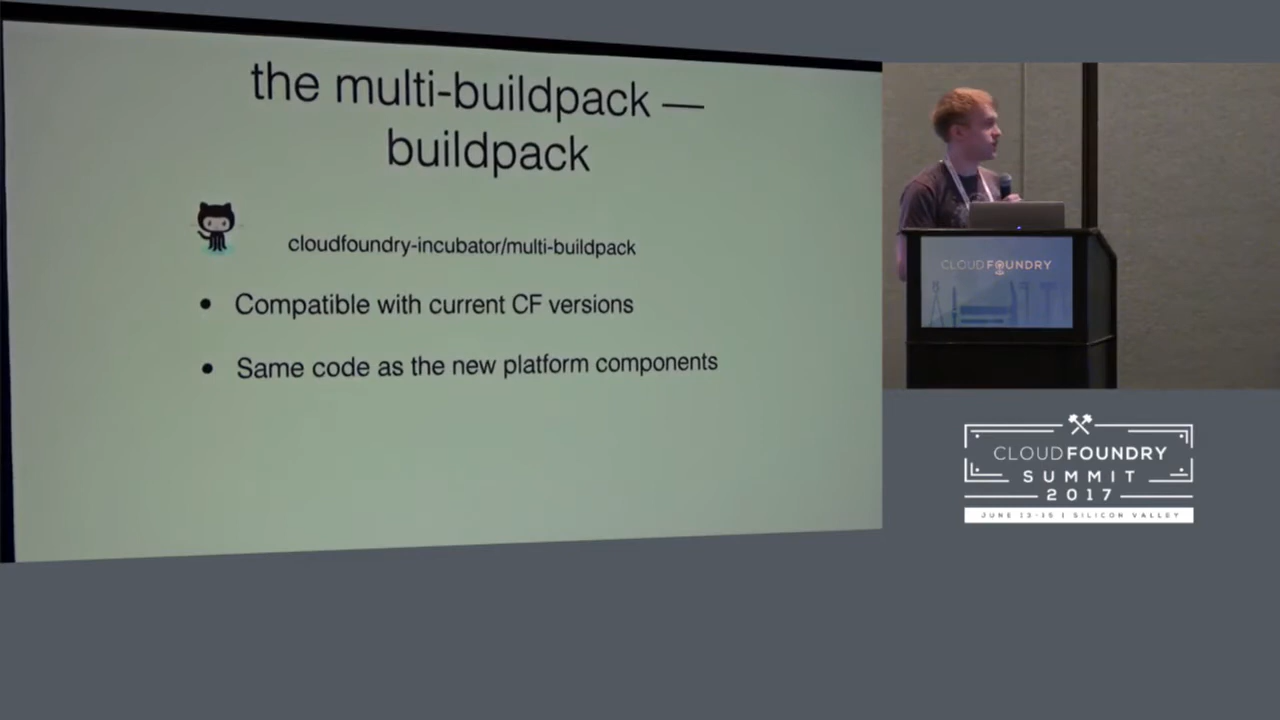 the multi-buildpack —
buildpack
cloudfoundry-incubator/multi-buildpack
• Compatible with current CF versions
• Same code as the new platform components
CLOUDFOUNDRY
CLOUDFOUNDRY
SUMMIT
2017
JUNE 13-15 | SILICON VALLEY